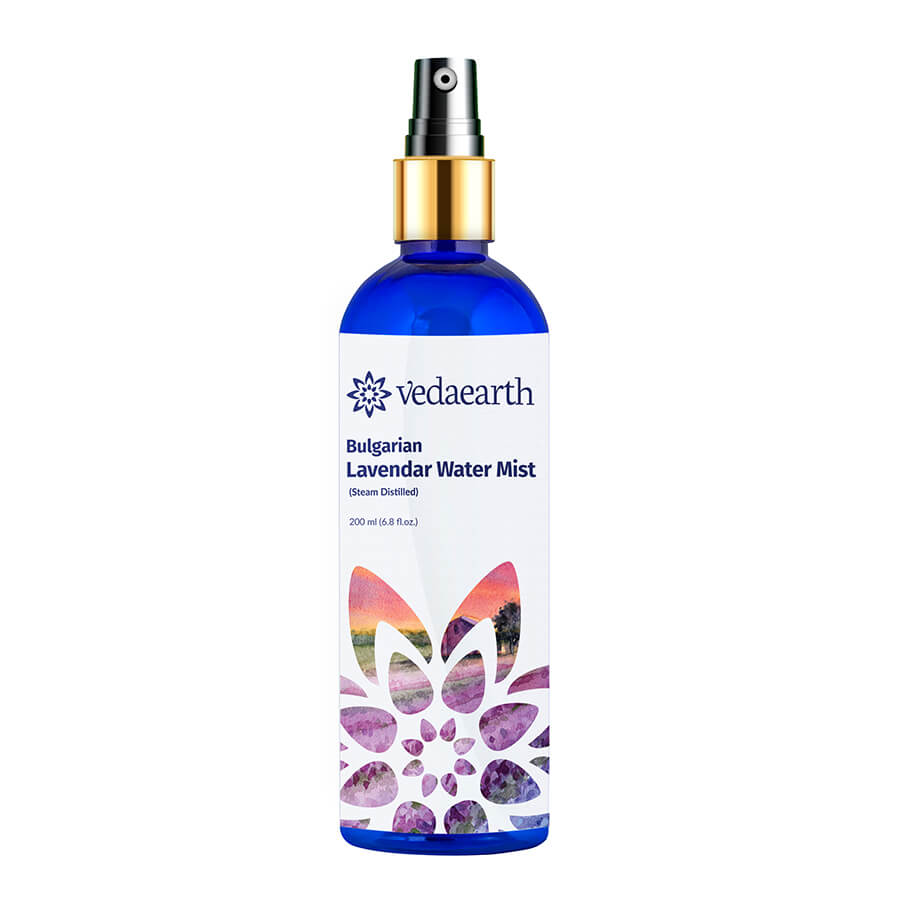 vedaearth
Bulgarian
Lavendar Water Mist
(Steam Distilled)
200 ml (6.8 fl.oz.)